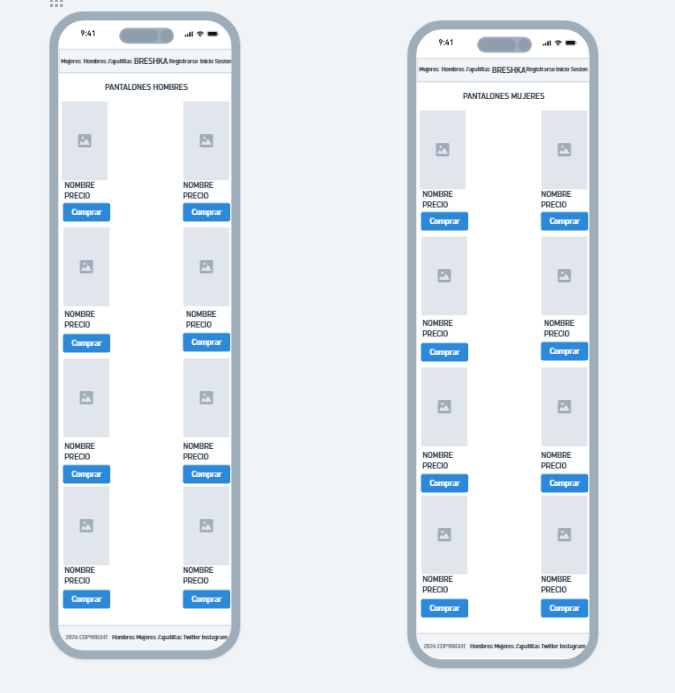 9:41
Mujeres Hombres Zapatillas BRESHKA Registrarse Inicio Sesion
PANTALONES HOMBRES
NOMBRE NOMBRE
PRECIO PRECIO
Comprar Comprar
NOMBRE NOMBRE
PRECIO PRECIO
Comprar Comprar
NOMBRE NOMBRE
PRECIO PRECIO
Comprar Comprar
NOMBRE NOMBRE
PRECIO PRECIO
Comprar Comprar
2024 COPYRIGHT Hombres Mujeres Zapatillas Twitter Instagram
9:41
Mujeres Hombres Zapatillas BRESHKA Registrarse Inicio Sesion
PANTALONES MUJERES
NOMBRE NOMBRE
PRECIO PRECIO
Comprar Comprar
NOMBRE NOMBRE
PRECIO PRECIO
Comprar Comprar
NOMBRE NOMBRE
PRECIO PRECIO
Comprar Comprar
NOMBRE NOMBRE
PRECIO PRECIO
Comprar Comprar
2024 COPYRIGHT Hombres Mujeres Zapatillas Twitter Instagram